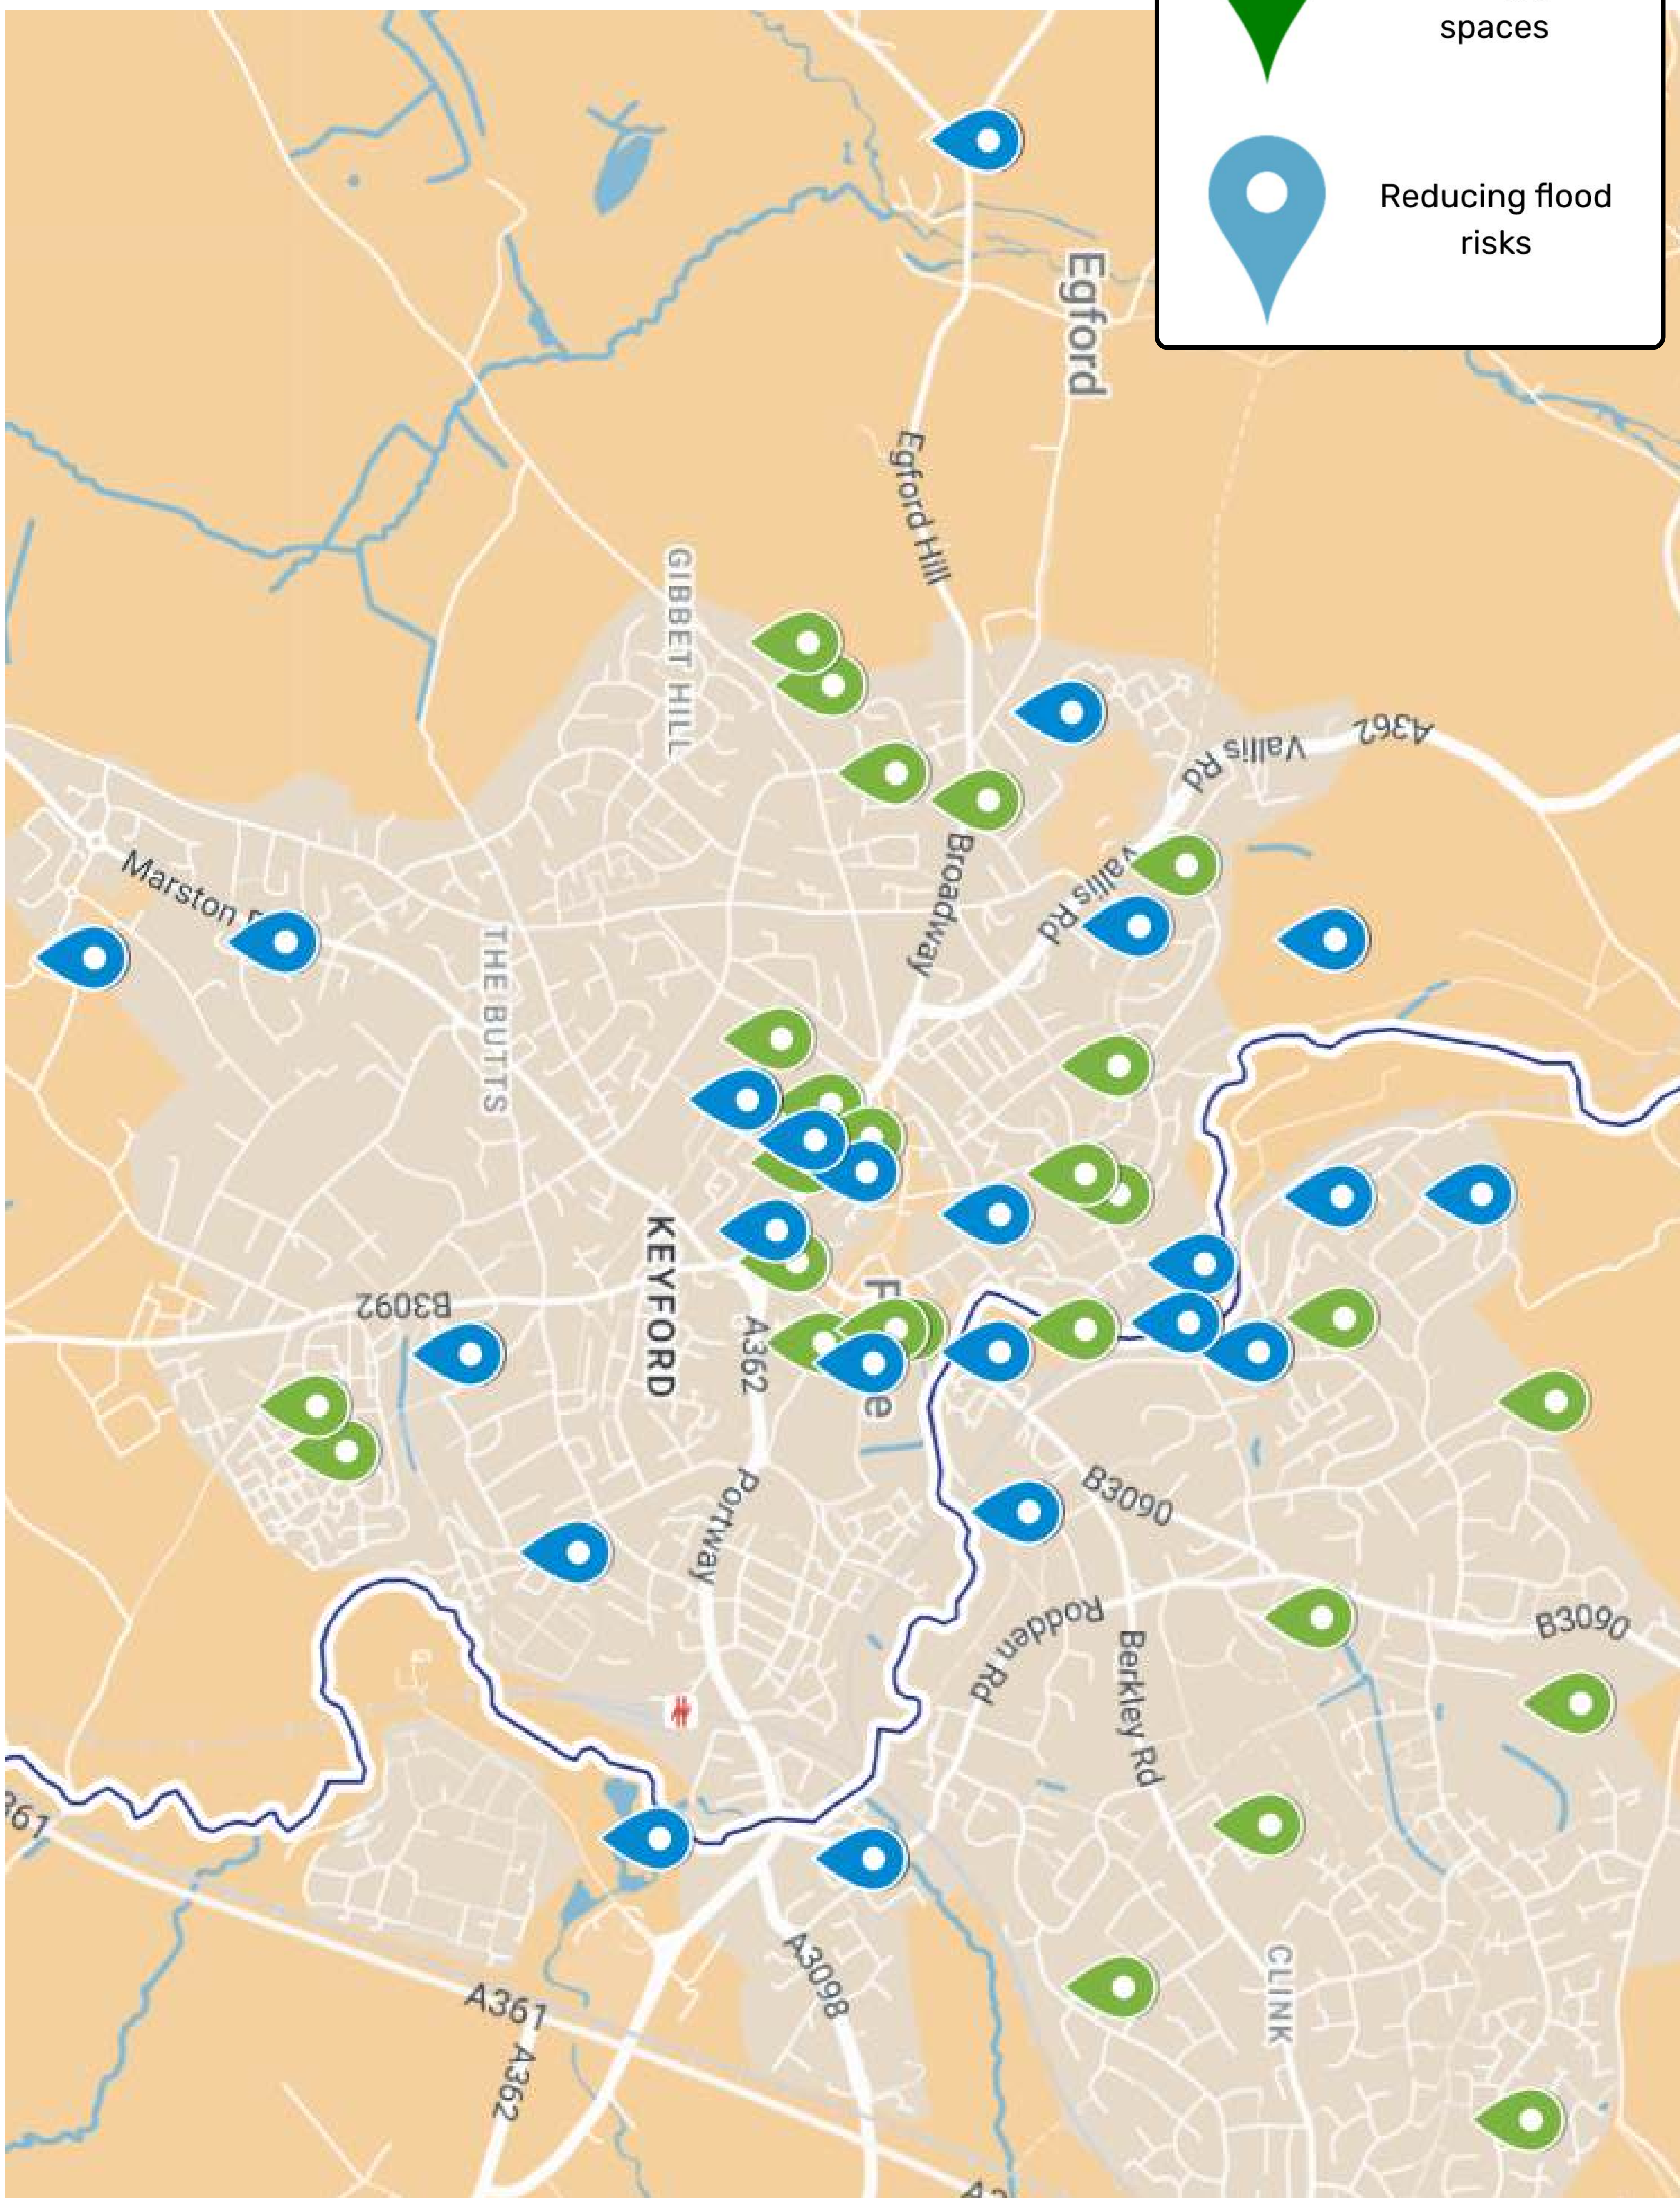 spaces
Reducing flood
risks
Egford
Egford Hill
GIBBET HILL
A362
Vallis Rd
Broadway
Vallis Rd
Marston
THE BUTTS
KEYFORD
B3092
A362
Portway
B3090
Rodden Rd
Berkley Rd
B3090
A3098
CLINK
361
A361
A362